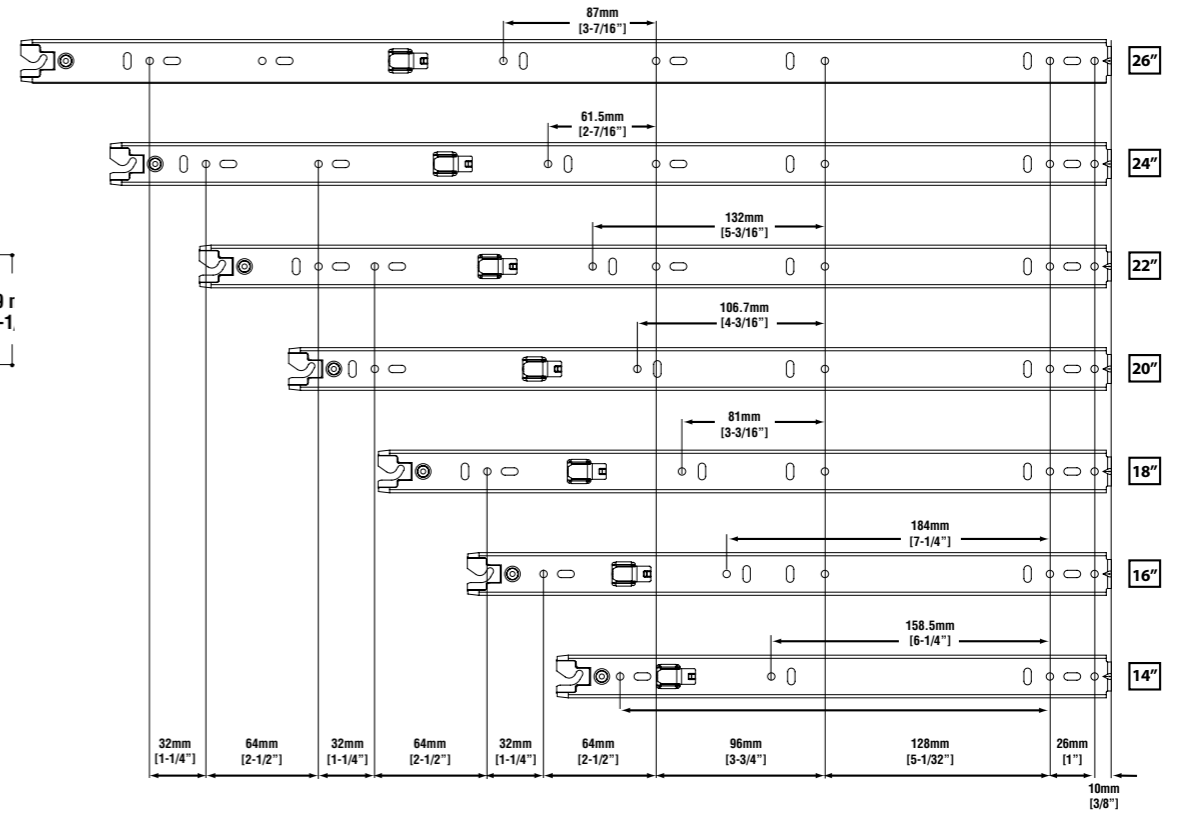 87mm
[3-7/16”]
26”
61.5mm
[2-7/16”]
24”
132mm
[5-3/16”]
22”
106.7mm
[4-3/16”]
20”
81mm
[3-3/16”]
18”
184mm
[7-1/4”]
16”
158.5mm
[6-1/4”]
14”
32mm
[1-1/4”]
64mm
[2-1/2”]
32mm
[1-1/4”]
64mm
[2-1/2”]
32mm
[1-1/4”]
64mm
[2-1/2”]
96mm
[3-3/4”]
128mm
[5-1/32”]
26mm
[1”]
10mm
[3/8”]